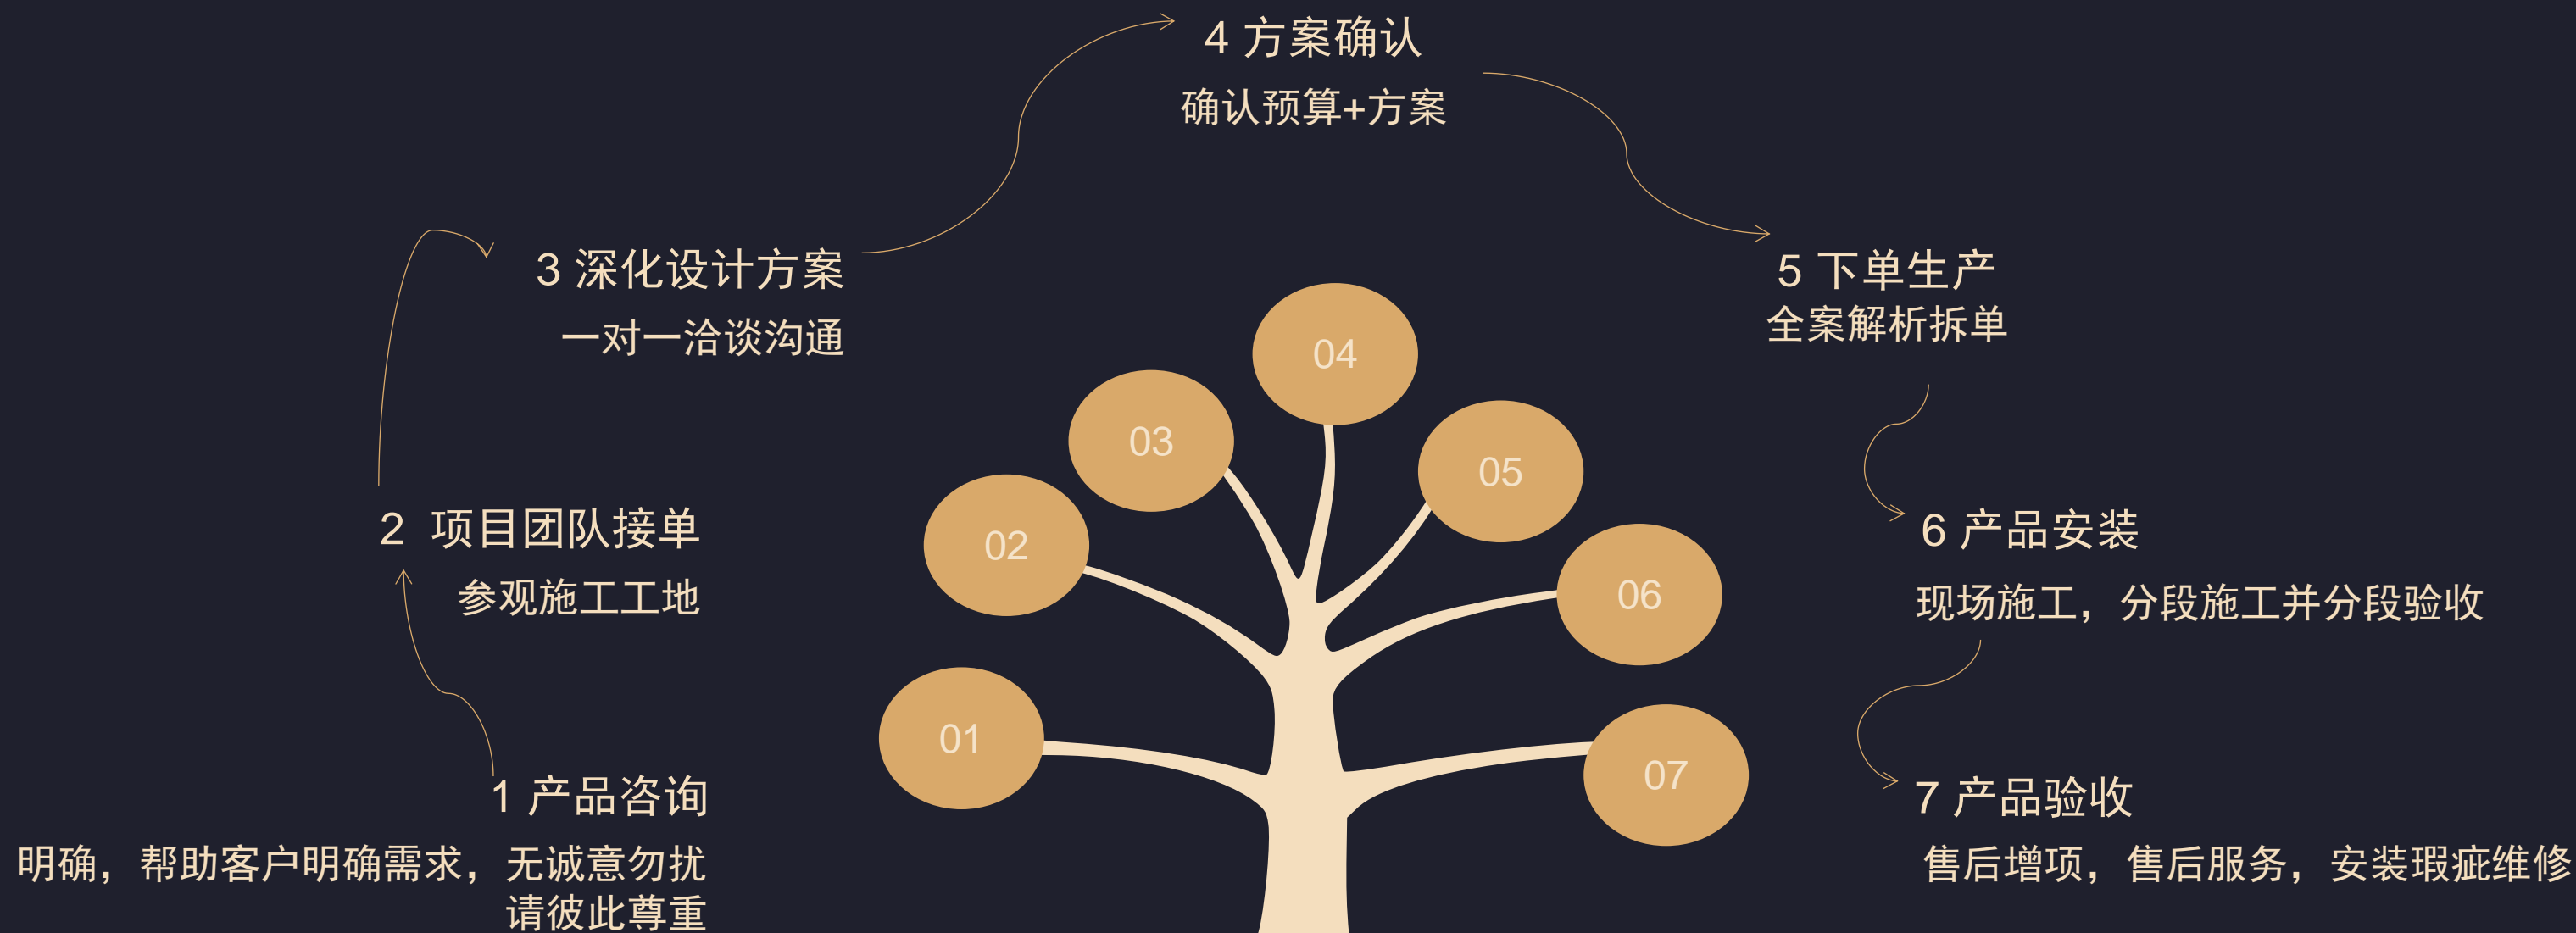 4 方案确认
确认预算+方案
3 深化设计方案
一对一洽谈沟通
5 下单生产
全案解析拆单
2 项目团队接单
参观施工工地
6 产品安装
现场施工，分段施工并分段验收
1 产品咨询
明确，帮助客户明确需求，无诚意勿扰
请彼此尊重
7 产品验收
售后增项，售后服务，安装瑕疵维修
04
03
05
02
06
01
07